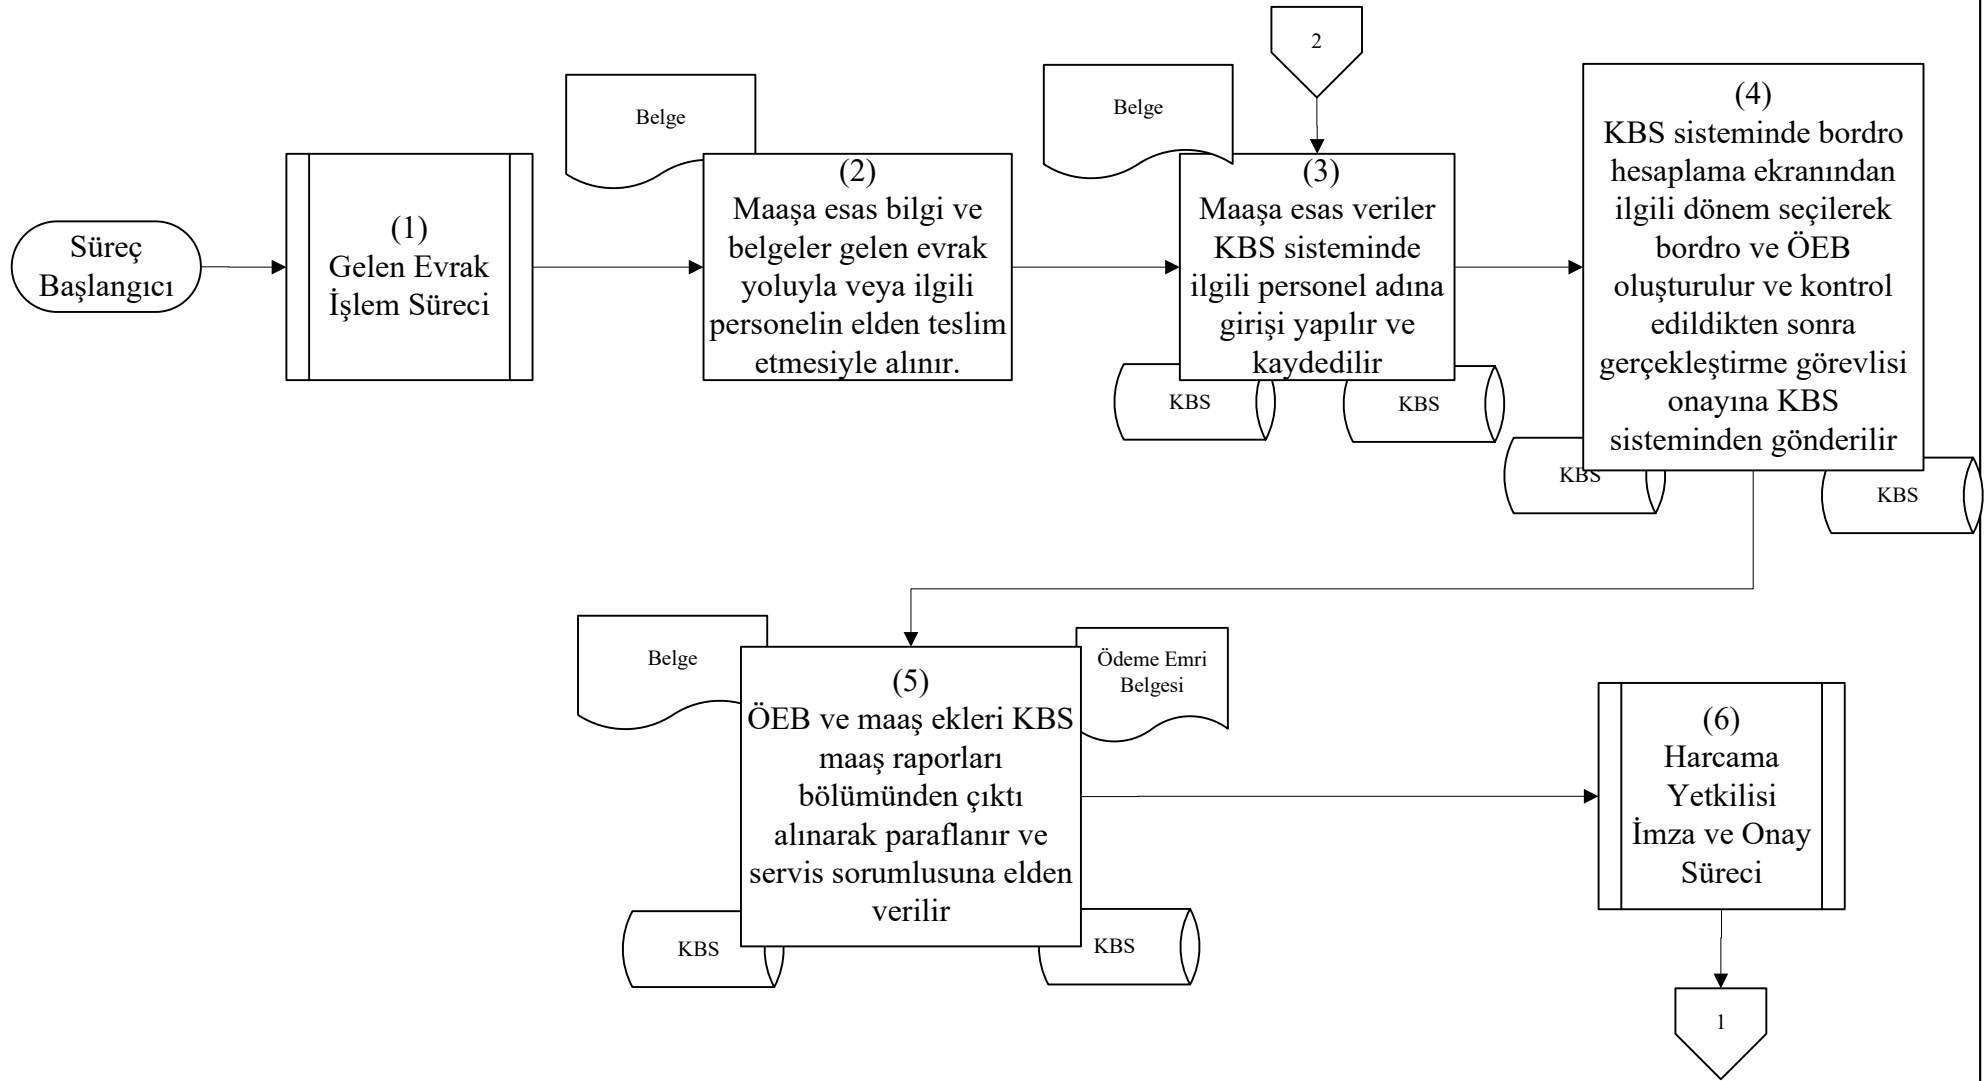 Süreç
Başlangıcı
(1)
Gelen Evrak
İşlem Süreci
Belge
(2)
Maaşa esas bilgi ve
belgeler gelen evrak
yoluyla veya ilgili
personelin elden teslim
etmesiyle alınır.
Belge
2
(3)
Maaşa esas veriler
KBS sisteminde
ilgili personel adına
girişi yapılır ve
kaydedilir
KBS
KBS
(4)
KBS sisteminde bordro
hesaplama ekranından
ilgili dönem seçilerek
bordro ve ÖEB
oluşturulur ve kontrol
edildikten sonra
gerçekleştirme görevlisi
onayına KBS
sisteminden gönderilir
KBS
KBS
Belge
Ödeme Emri
Belgesi
(5)
ÖEB ve maaş ekleri KBS
maaş raporları
bölümünden çıktı
alınarak paraflanır ve
servis sorumlusuna elden
verilir
KBS
KBS
(6)
Harcama
Yetkilisi
İmza ve Onay
Süreci
1